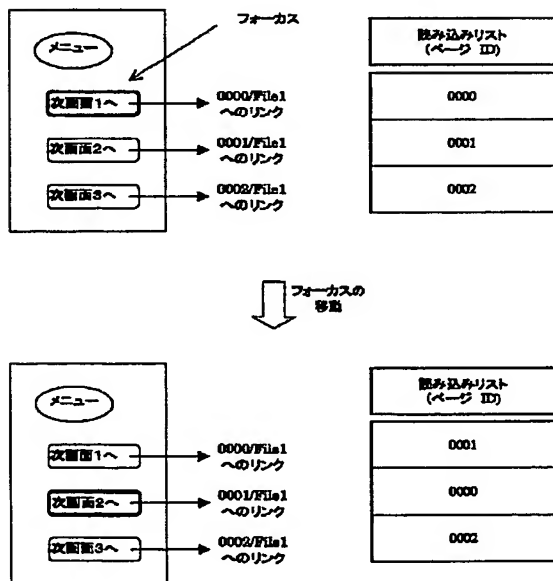 フォーカス
メニュー
次画面1へ
0000/File1
へのリンク
次画面2へ
0001/File1
へのリンク
次画面3へ
0002/File1
へのリンク
読み込みリスト
(ページ ID)
0000
0001
0002
フォーカスの
移動
メニュー
次画面1へ
0000/File1
へのリンク
次画面2へ
0001/File1
へのリンク
次画面3へ
0002/File1
へのリンク
読み込みリスト
(ページ ID)
0001
0000
0002